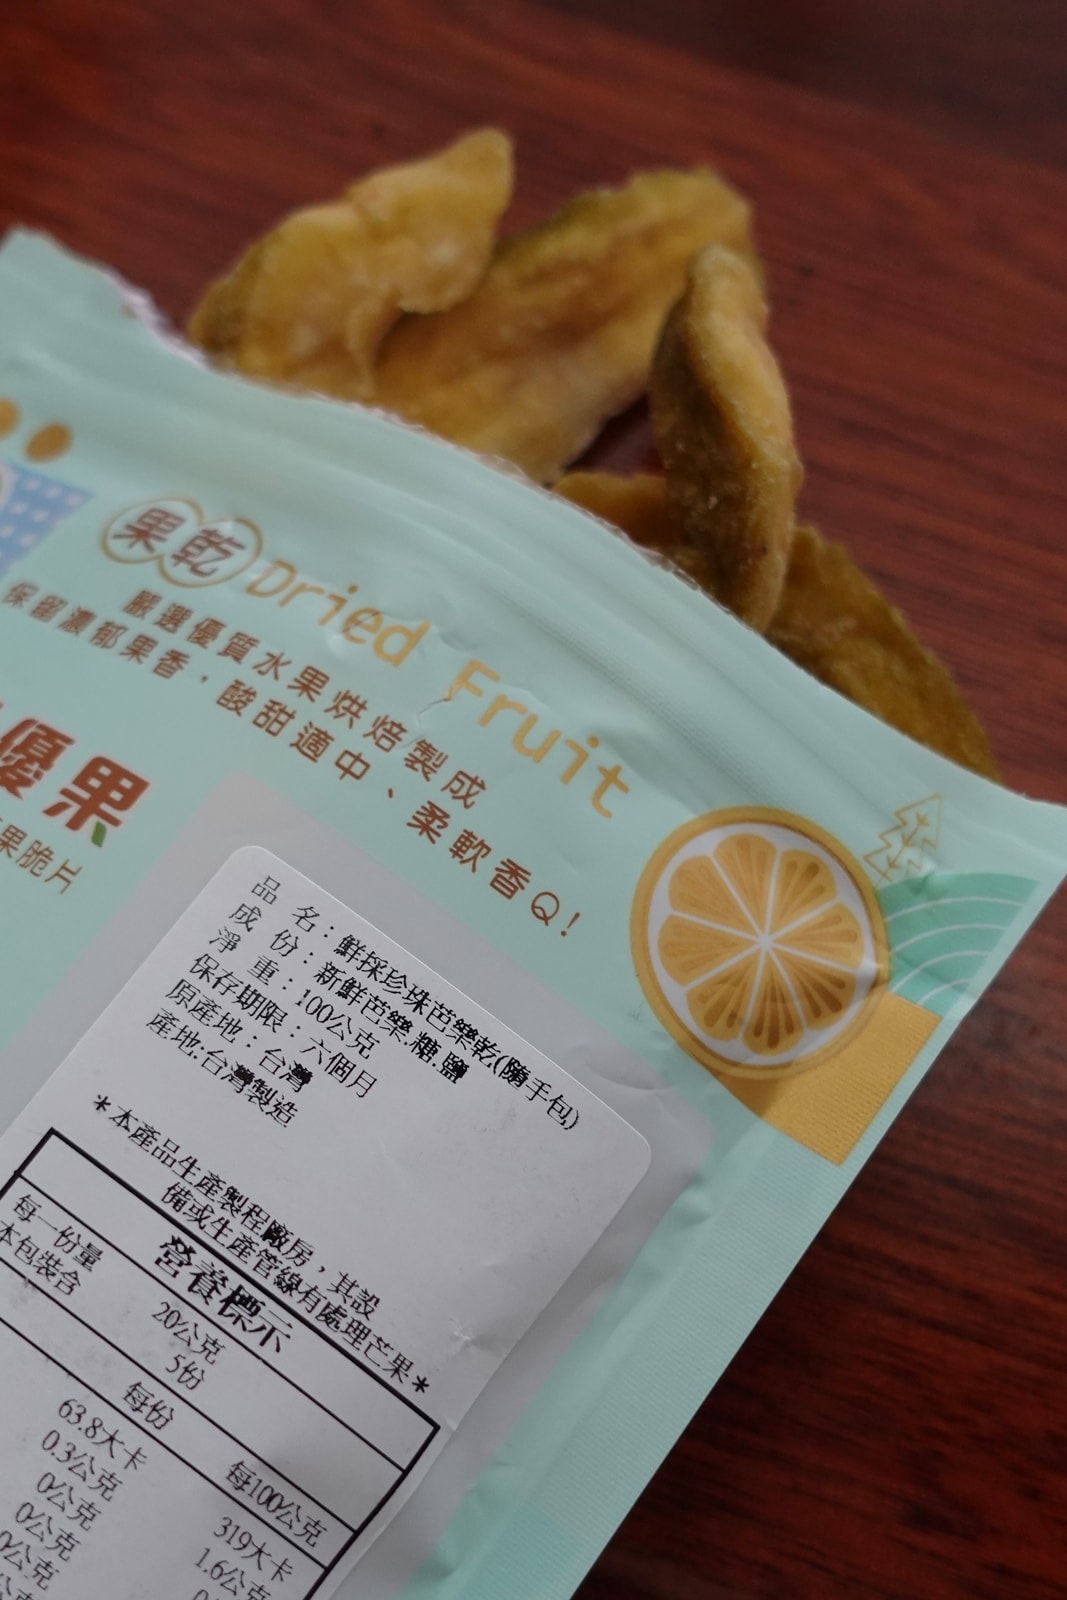 果乾 Dried Fruit
嚴選優質水果烘焙製成
保留濃郁果香，酸甜適中、柔軟香Q!
優果
果脆片
品 名：鮮採珍珠芭樂乾(隨手包)
成 份：新鮮芭樂.糖.鹽
淨 重：100公克
保存期限：六個月
原產地：台灣
產地:台灣製造
*本產品生產製程廠房，其設
備或生產管線有處理芒果*
營養標示
每一份量 20公克
本包裝含 5份
每份 每100公克
63.8大卡 319大卡
0.3公克 1.6公克
0公克
0公克
0公克